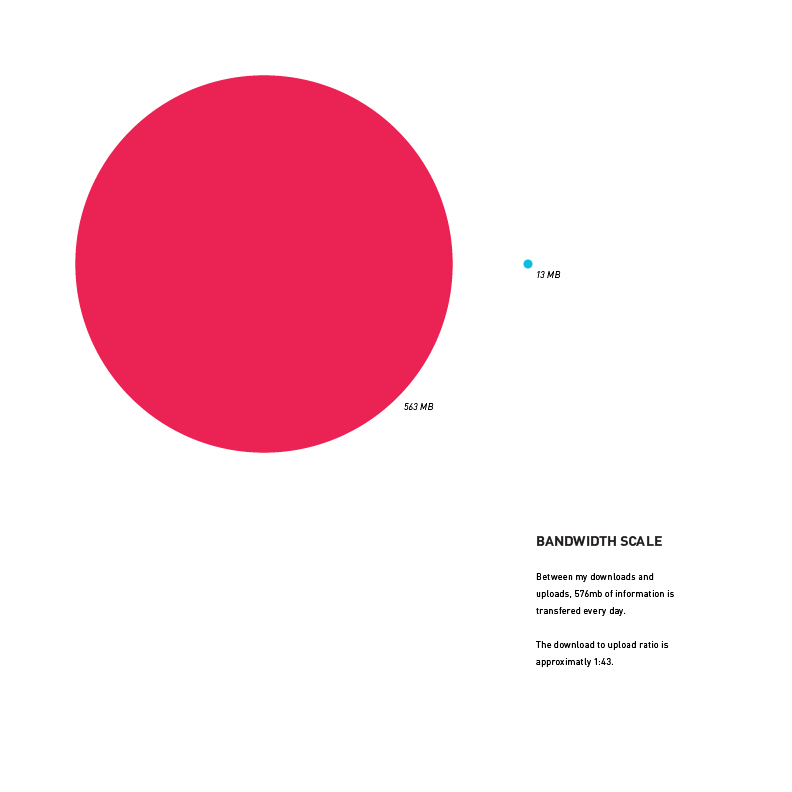 13 MB
563 MB
BANDWIDTH SCALE
Between my downloads and
uploads, 576mb of information is
transfered every day.
The download to upload ratio is
approximatly 1:43.